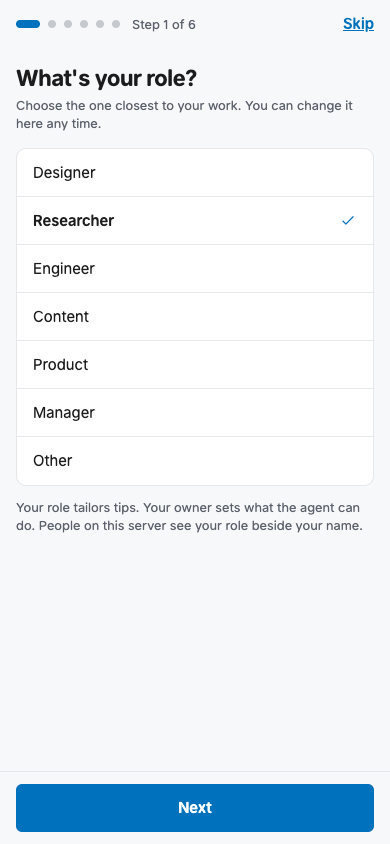 Step 1 of 6
Skip
What's your role?
Choose the one closest to your work. You can change it
here any time.
Designer
Researcher
Engineer
Content
Product
Manager
Other
Your role tailors tips. Your owner sets what the agent can
do. People on this server see your role beside your name.
Next